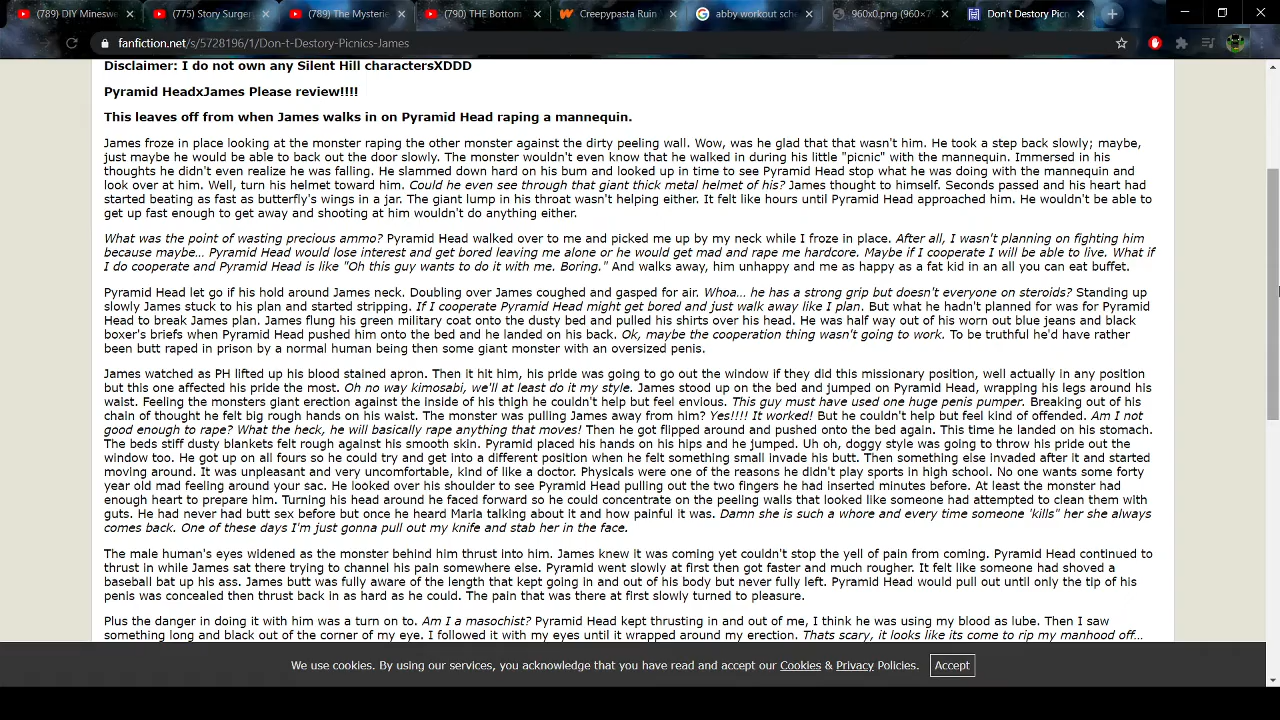 (789) DIY Mineswe
(775) Story Surger
(789) The Mysterie
(790) THE Bottom
Creepypasta Ruin
abby workout sch
960x0.png (960×7
Don't Destory Picnic
fanfiction.net/s/5728196/1/Don-t-Destory-Picnics-James
Disclaimer: I do not own any Silent Hill charactersXDDD
Pyramid HeadxJames Please review!!!!
This leaves off from when James walks in on Pyramid Head raping a mannequin.
James froze in place looking at the monster raping the other monster against the dirty peeling wall. Wow, was he glad that that wasn't him. He took a step back slowly; maybe,
just maybe he would be able to back out the door slowly. The monster wouldn't even know that he walked in during his little "picnic" with the mannequin. Immersed in his
thoughts he didn't even realize he was falling. He slammed down hard on his bum and looked up in time to see Pyramid Head stop what he was doing with the mannequin and
look over at him. Well, turn his helmet toward him. Could he even see through that giant thick metal helmet of his? James thought to himself. Seconds passed and his heart had
started beating as fast as butterfly's wings in a jar. The giant lump in his throat wasn't helping either. It felt like hours until Pyramid Head approached him. He wouldn't be able to
get up fast enough to get away and shooting at him wouldn't do anything either.
What was the point of wasting precious ammo? Pyramid Head walked over to me and picked me up by my neck while I froze in place. After all, I wasn't planning on fighting him
because maybe... Pyramid Head would lose interest and get bored leaving me alone or he would get mad and rape me hardcore. Maybe if I cooperate I will be able to live. What if
I do cooperate and Pyramid Head is like "Oh this guy wants to do it with me. Boring." And walks away, him unhappy and me as happy as a fat kid in an all you can eat buffet.
Pyramid Head let go if his hold around James neck. Doubling over James coughed and gasped for air. Whoa... he has a strong grip but doesn't everyone on steroids? Standing up
slowly James stuck to his plan and started stripping. If I cooperate Pyramid Head might get bored and just walk away like I plan. But what he hadn't planned for was for Pyramid
Head to break James plan. James flung his green military coat onto the dusty bed and pulled his shirts over his head. He was half way out of his worn out blue jeans and black
boxer's briefs when Pyramid Head pushed him onto the bed and he landed on his back. Ok, maybe the cooperation thing wasn't going to work. To be truthful he'd have rather
been butt raped in prison by a normal human being then some giant monster with an oversized penis.
James watched as PH lifted up his blood stained apron. Then it hit him, his pride was going to go out the window if they did this missionary position, well actually in any position
but this one affected his pride the most. Oh no way kimosabi, we'll at least do it my style. James stood up on the bed and jumped on Pyramid Head, wrapping his legs around his
waist. Feeling the monsters giant erection against the inside of his thigh he couldn't help but feel envious. This guy must have used one huge penis pumper. Breaking out of his
chain of thought he felt big rough hands on his waist. The monster was pulling James away from him? Yes!!!! It worked! But he couldn't help but feel kind of offended. Am I not
good enough to rape? What the heck, he will basically rape anything that moves! Then he got flipped around and pushed onto the bed again. This time he landed on his stomach.
The beds stiff dusty blankets felt rough against his smooth skin. Pyramid placed his hands on his hips and he jumped. Uh oh, doggy style was going to throw his pride out the
window too. He got up on all fours so he could try and get into a different position when he felt something small invade his butt. Then something else invaded after it and started
moving around. It was unpleasant and very uncomfortable, kind of like a doctor. Physicals were one of the reasons he didn't play sports in high school. No one wants some forty
year old mad feeling around your sac. He looked over his shoulder to see Pyramid Head pulling out the two fingers he had inserted minutes before. At least the monster had
enough heart to prepare him. Turning his head around he faced forward so he could concentrate on the peeling walls that looked like someone had attempted to clean them with
guts. He had never had butt sex before but once he heard Maria talking about it and how painful it was. Damn she is such a whore and every time someone 'kills" her she always
comes back. One of these days I'm just gonna pull out my knife and stab her in the face.
The male human's eyes widened as the monster behind him thrust into him. James knew it was coming yet couldn't stop the yell of pain from coming. Pyramid Head continued to
thrust in while James sat there trying to channel his pain somewhere else. Pyramid went slowly at first then got faster and much rougher. It felt like someone had shoved a
baseball bat up his ass. James butt was fully aware of the length that kept going in and out of his body but never fully left. Pyramid Head would pull out until only the tip of his
penis was concealed then thrust back in as hard as he could. The pain that was there at first slowly turned to pleasure.
Plus the danger in doing it with him was a turn on to. Am I a masochist? Pyramid Head kept thrusting in and out of me, I think he was using my blood as lube. Then I saw
something long and black out of the corner of my eye. I followed it with my eyes until it wrapped around my erection. Thats scary, it looks like its come to rip my manhood off...
We use cookies. By using our services, you acknowledge that you have read and accept our Cookies & Privacy Policies.
Accept